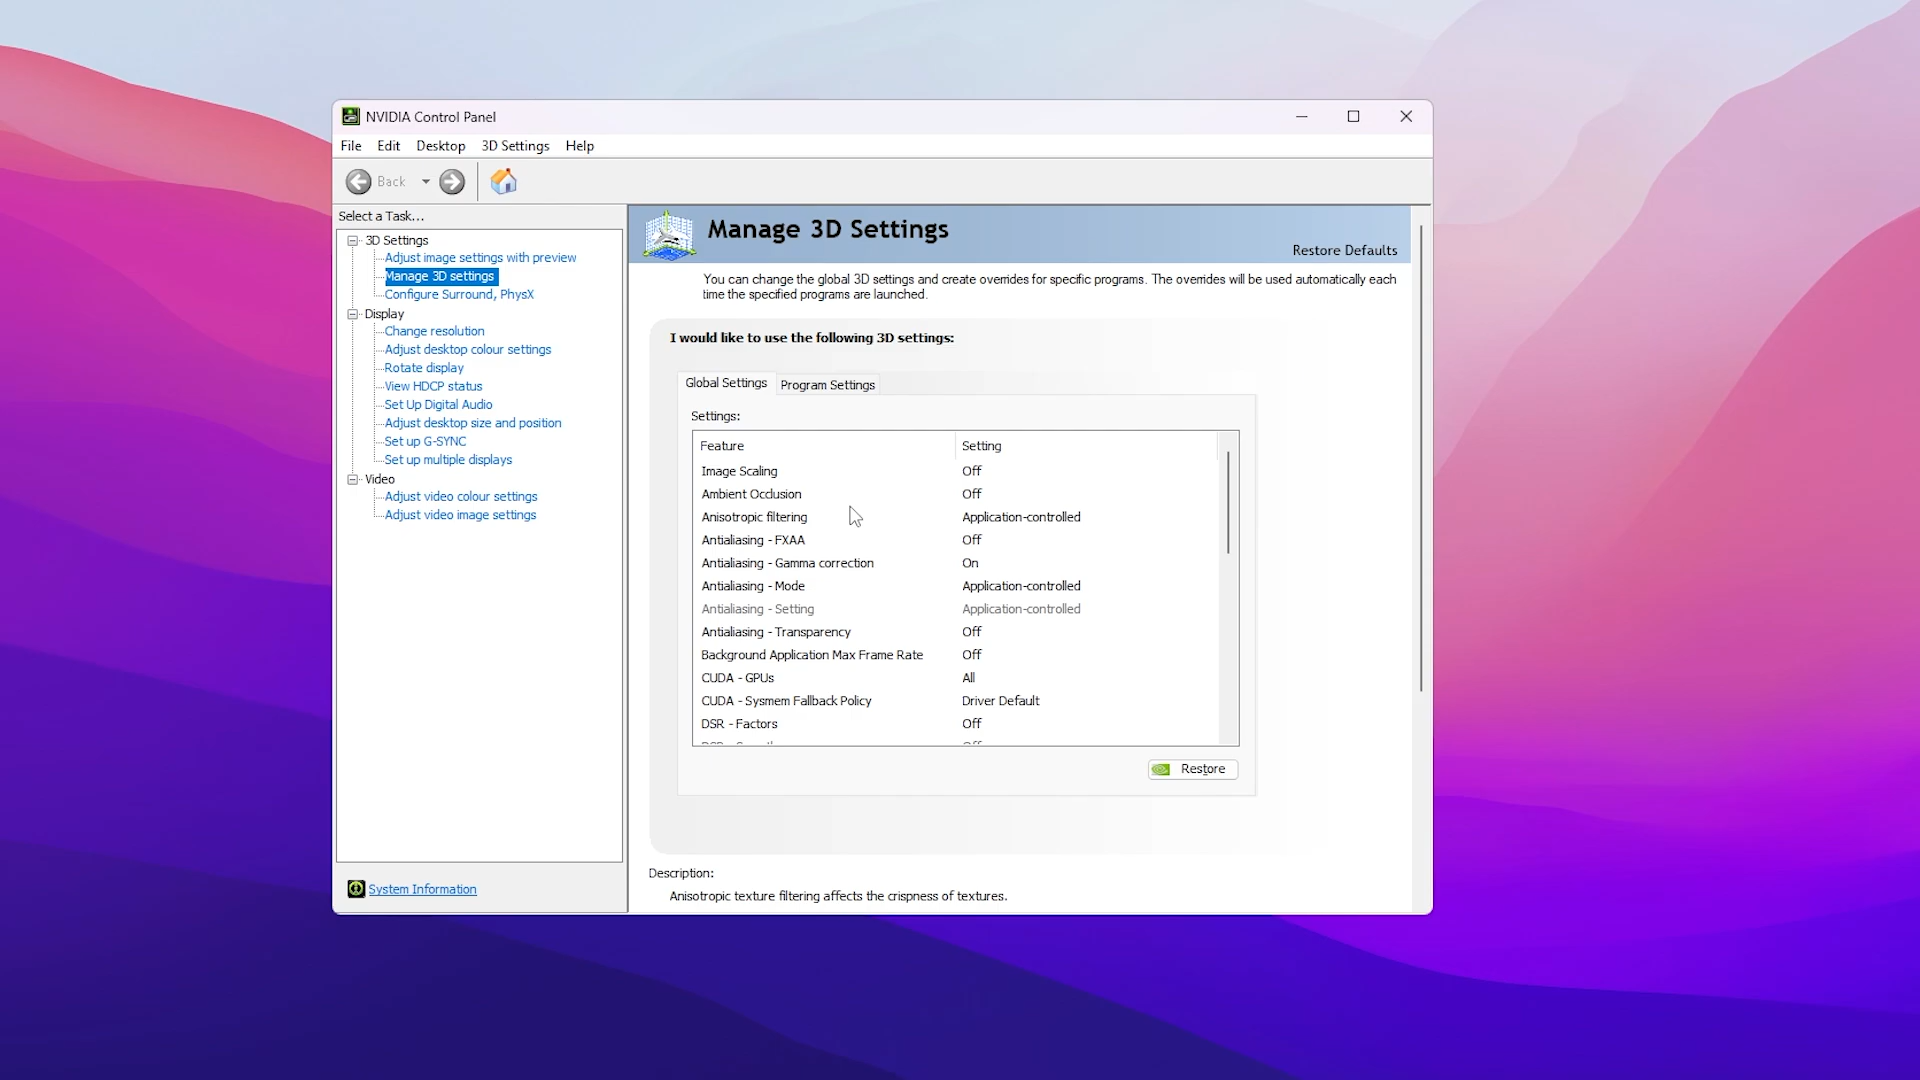 NVIDIA Control Panel
File Edit Desktop 3D Settings Help
Back
Select a Task...
3D Settings
Adjust image settings with preview
Manage 3D settings
Configure Surround, PhysX
Display
Change resolution
Adjust desktop colour settings
Rotate display
View HDCP status
Set Up Digital Audio
Adjust desktop size and position
Set up G-SYNC
Set up multiple displays
Video
Adjust video colour settings
Adjust video image settings
System Information
Manage 3D Settings
Restore Defaults
You can change the global 3D settings and create overrides for specific programs. The overrides will be used automatically each
time the specified programs are launched.
I would like to use the following 3D settings:
Global Settings Program Settings
Settings:
Feature Setting
Image Scaling Off
Ambient Occlusion Off
Anisotropic filtering Application-controlled
Antialiasing - FXAA Off
Antialiasing - Gamma correction On
Antialiasing - Mode Application-controlled
Antialiasing - Setting Application-controlled
Antialiasing - Transparency Off
Background Application Max Frame Rate Off
CUDA - GPUs All
CUDA - Sysmem Fallback Policy Driver Default
DSR - Factors Off
Restore
Description:
Anisotropic texture filtering affects the crispness of textures.